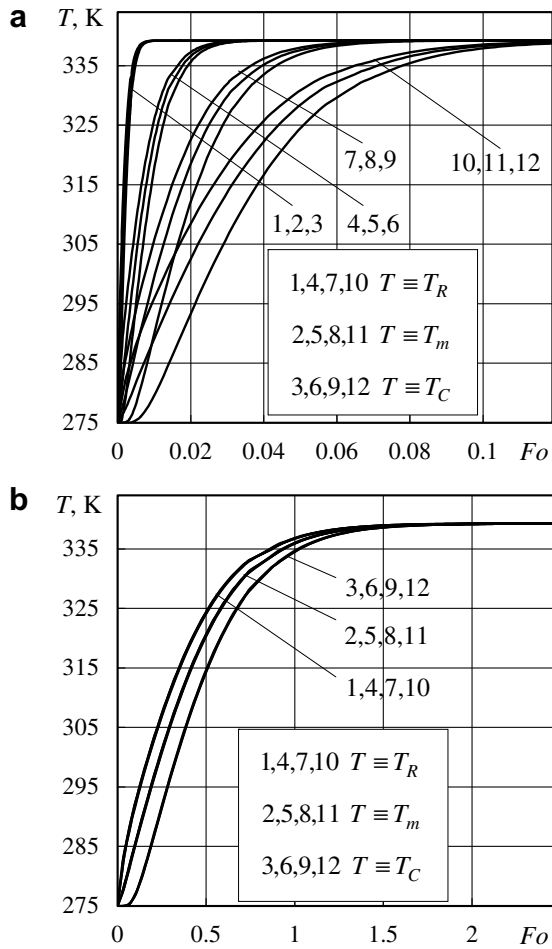 a
T, K
335
325
315
305
295
285
275
7,8,9
10,11,12
1,2,3
4,5,6
1,4,7,10 T ≡ T_R
2,5,8,11 T ≡ T_m
3,6,9,12 T ≡ T_C
0
0.02
0.04
0.06
0.08
0.1
Fo
b
T, K
335
325
315
305
295
285
275
3,6,9,12
2,5,8,11
1,4,7,10
1,4,7,10 T ≡ T_R
2,5,8,11 T ≡ T_m
3,6,9,12 T ≡ T_C
0
0.5
1
1.5
2
Fo